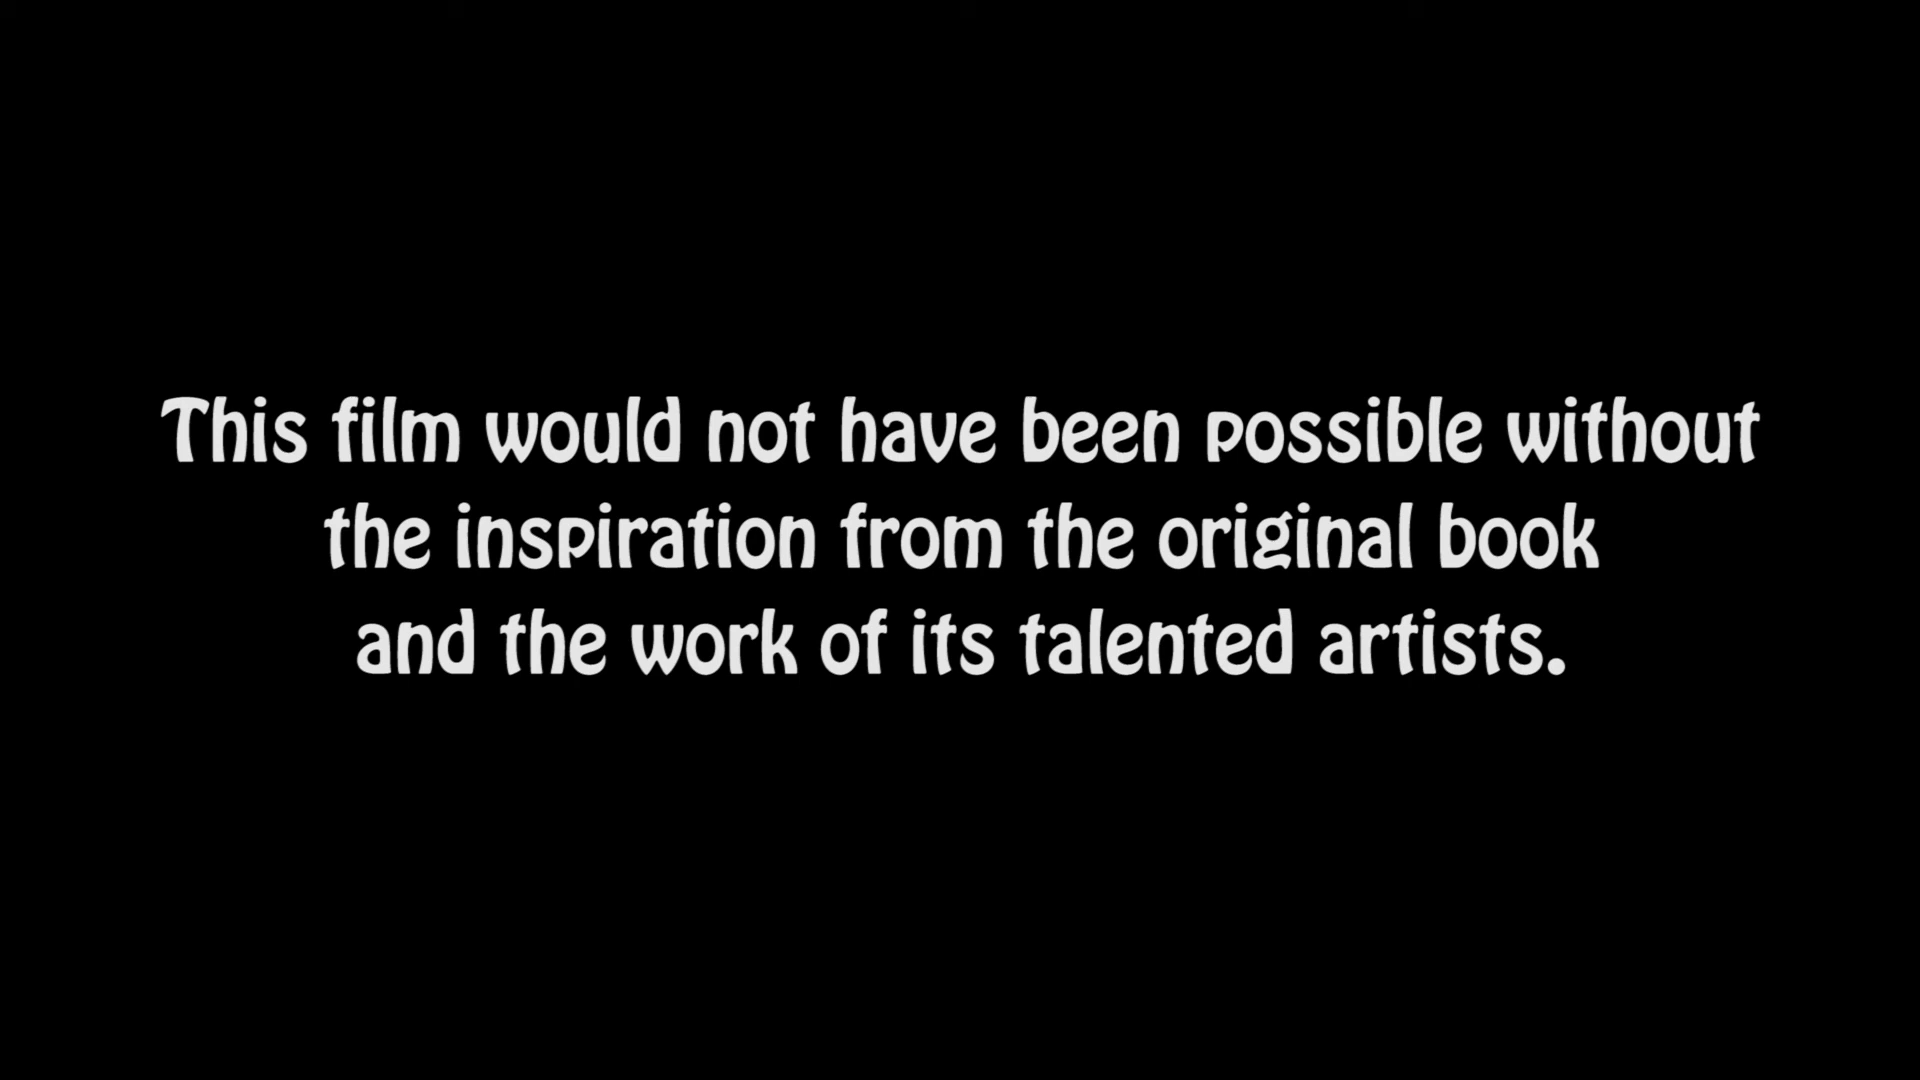 This film would not have been possible without
the inspiration from the original book
and the work of its talented artists.